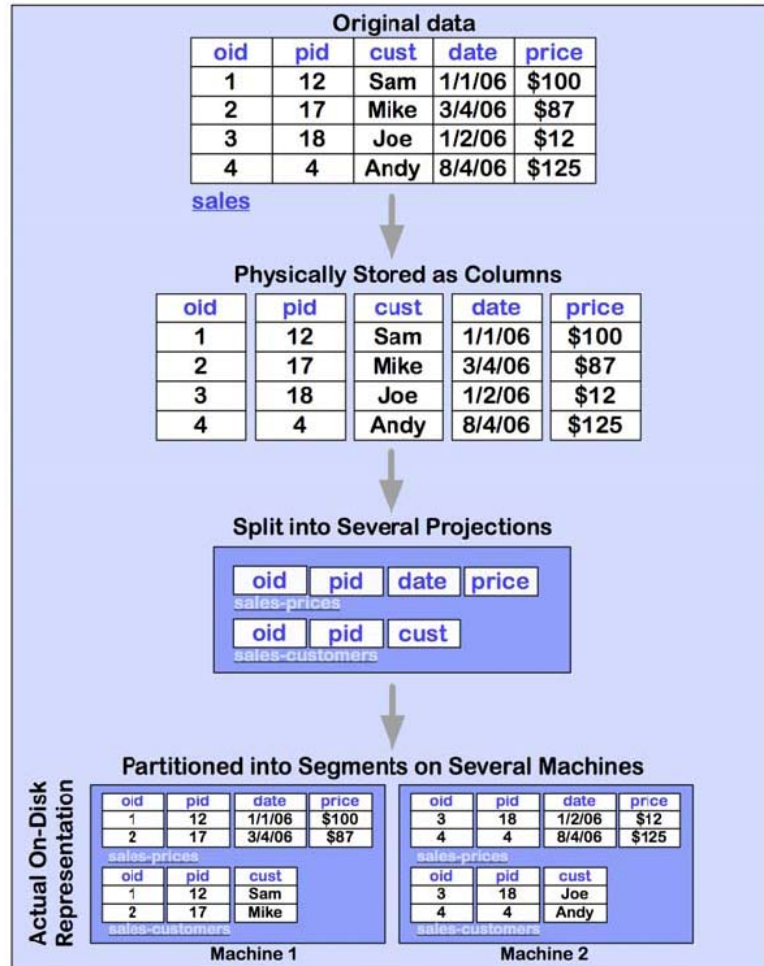 Original data
oid pid cust date price
1 12 Sam 1/1/06 $100
2 17 Mike 3/4/06 $87
3 18 Joe 1/2/06 $12
4 4 Andy 8/4/06 $125
sales
Physically Stored as Columns
oid pid cust date price
1 12 Sam 1/1/06 $100
2 17 Mike 3/4/06 $87
3 18 Joe 1/2/06 $12
4 4 Andy 8/4/06 $125
Split into Several Projections
oid pid date price
sales-prices
oid pid cust
sales-customers
Actual On-Disk
Representation
Partitioned into Segments on Several Machines
oid pid date price
1 12 1/1/06 $100
2 17 3/4/06 $87
sales-prices
oid pid cust
1 12 Sam
2 17 Mike
sales-customers
Machine 1
oid pid date price
3 18 1/2/06 $12
4 4 8/4/06 $125
sales-prices
oid pid cust
3 18 Joe
4 4 Andy
sales-customers
Machine 2